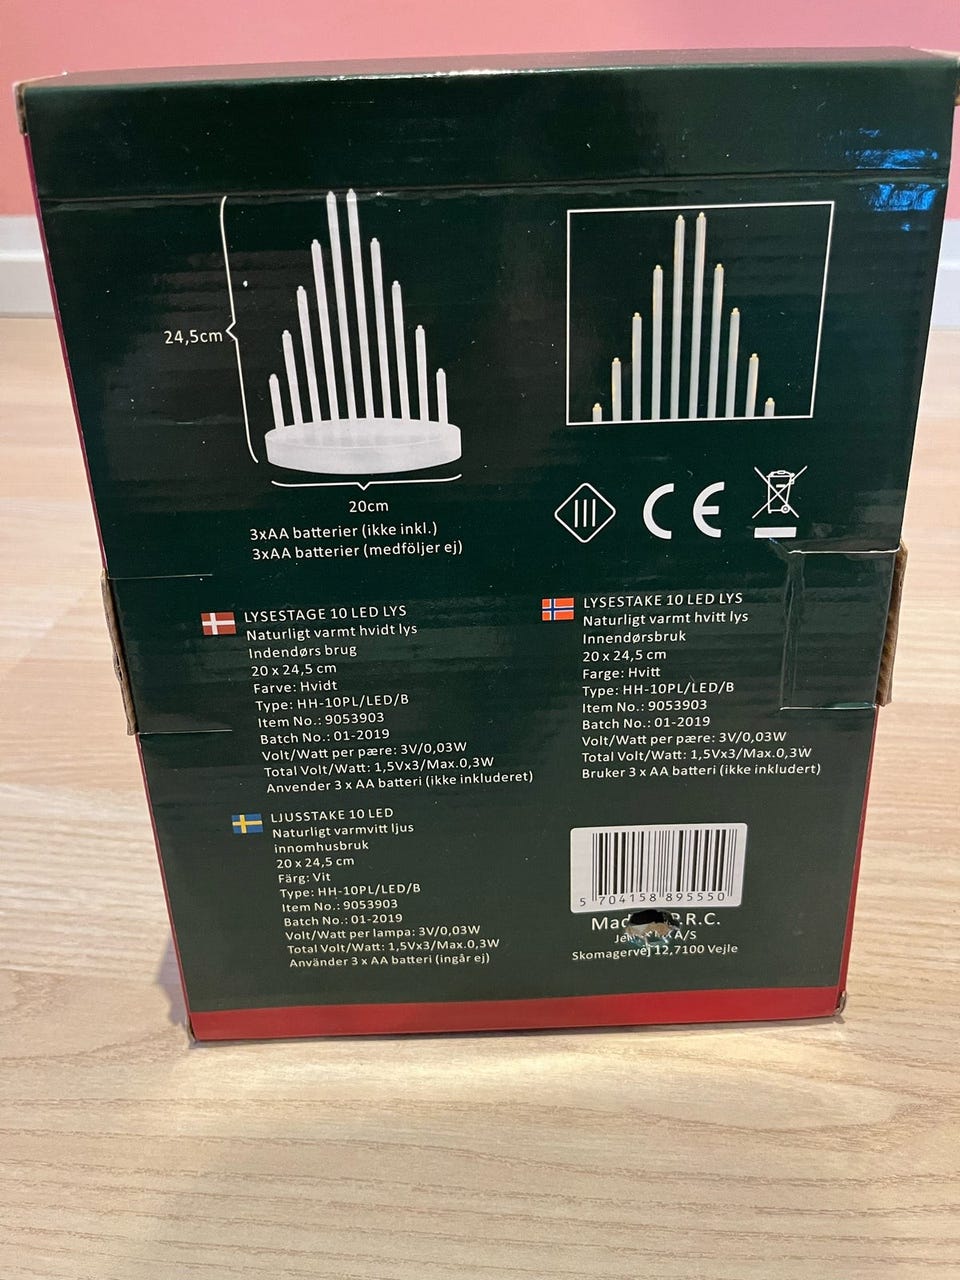 24,5cm
20cm
3xAA batterier (ikke inkl.)
3xAA batterier (medföljer ej)
III
CE
LYSESTAGE 10 LED LYS
Naturligt varmt hvidt lys
Indendørs brug
20 x 24,5 cm
Farve: Hvidt
Type: HH-10PL/LED/B
Item No.: 9053903
Batch No.: 01-2019
Volt/Watt per pære: 3V/0,03W
Total Volt/Watt: 1,5Vx3/Max.0,3W
Anvender 3 x AA batteri (ikke inkluderet)
LYSESTAKE 10 LED LYS
Naturligt varmt hvitt lys
Innendørsbruk
20 x 24,5 cm
Farge: Hvitt
Type: HH-10PL/LED/B
Item No.: 9053903
Batch No.: 01-2019
Volt/Watt per pære: 3V/0,03W
Total Volt/Watt: 1,5Vx3/Max.0,3W
Bruker 3 x AA batteri (ikke inkludert)
LJUSSTAKE 10 LED
Naturligt varmvitt ljus
innomhusbruk
20 x 24,5 cm
Färg: Vit
Type: HH-10PL/LED/B
Item No.: 9053903
Batch No.: 01-2019
Volt/Watt per lampa: 3V/0,03W
Total Volt/Watt: 1,5Vx3/Max.0,3W
Använder 3 x AA batteri (ingår ej)
5 704158 895550
P.R.C.
A/S
Skomagervej 12,7100 Vejle